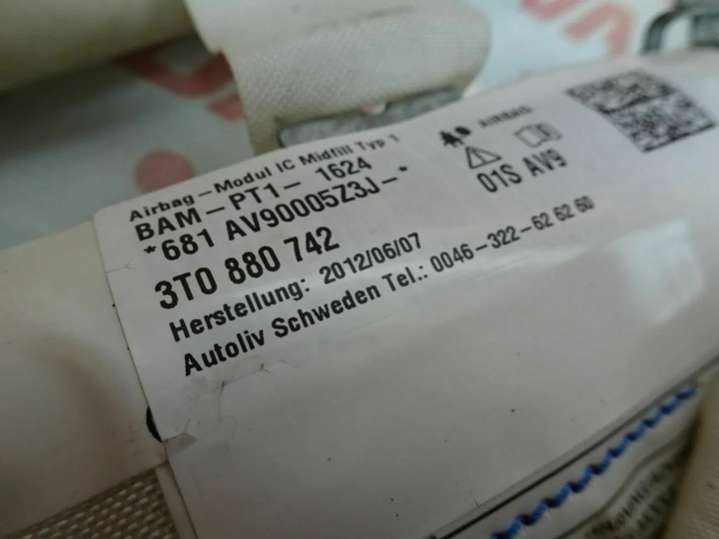 Airbag-Modul IC Midfill Typ 1
BAM-PT1-1624
*681 AV90005Z3J-*
3T0 880 742
Herstellung: 2012/06/07
Autoliv Schweden Tel.: 0046-322-62 62 60
AIRBAG
01S AV9